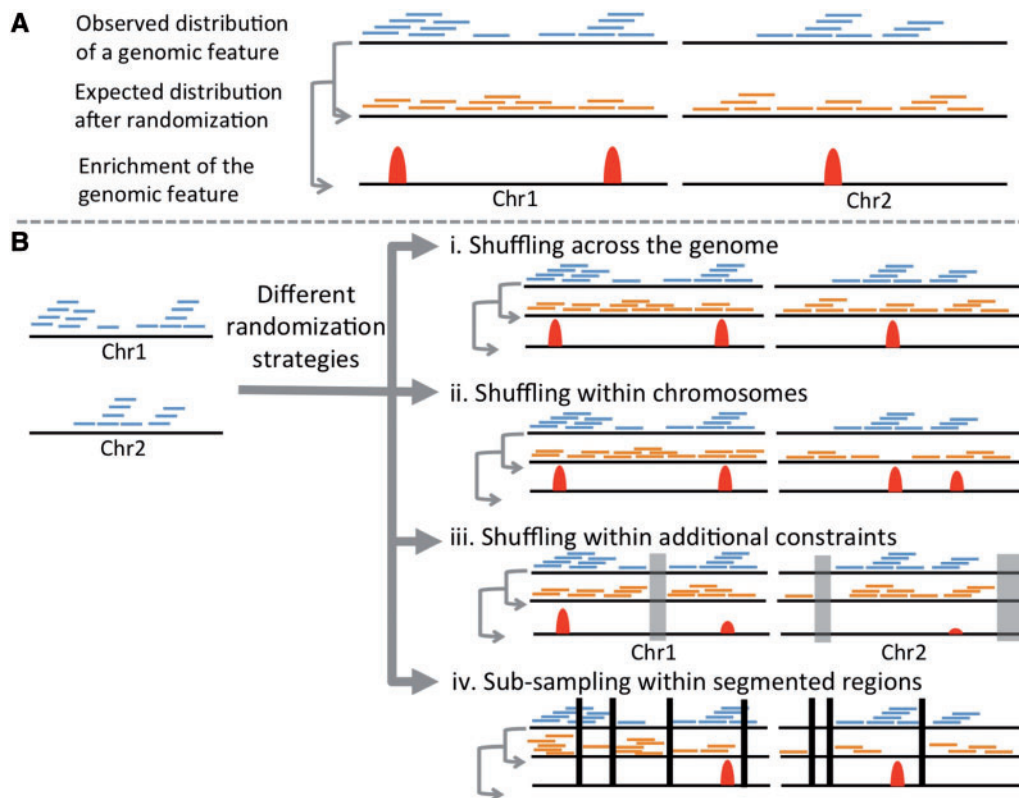 A
Observed distribution
of a genomic feature
Expected distribution
after randomization
Enrichment of the
genomic feature
Chr1
Chr2
B
Chr1
Chr2
Different
randomization
strategies
i. Shuffling across the genome
ii. Shuffling within chromosomes
iii. Shuffling within additional constraints
Chr1
Chr2
iv. Sub-sampling within segmented regions